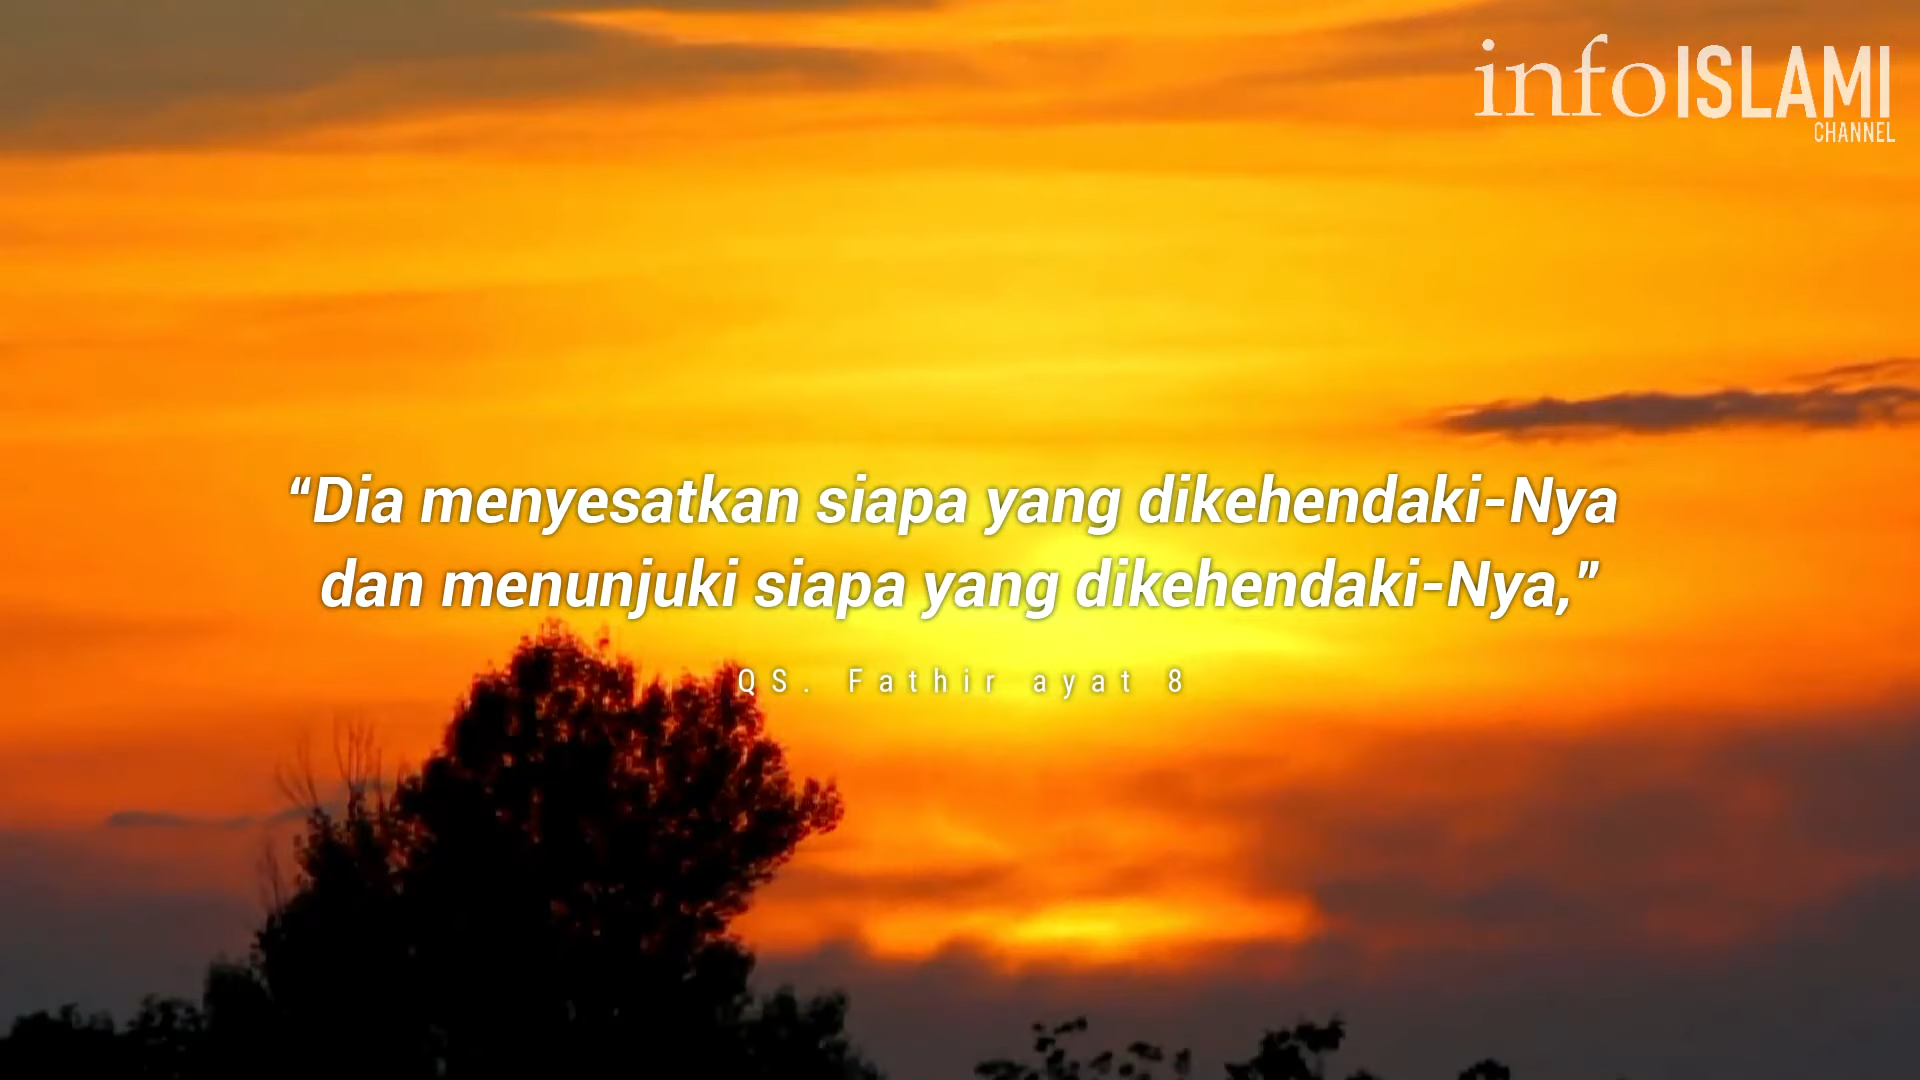 infoISLAMI
CHANNEL
“Dia menyesatkan siapa yang dikehendaki-Nya
dan menunjuki siapa yang dikehendaki-Nya,”
QS. Fathir ayat 8